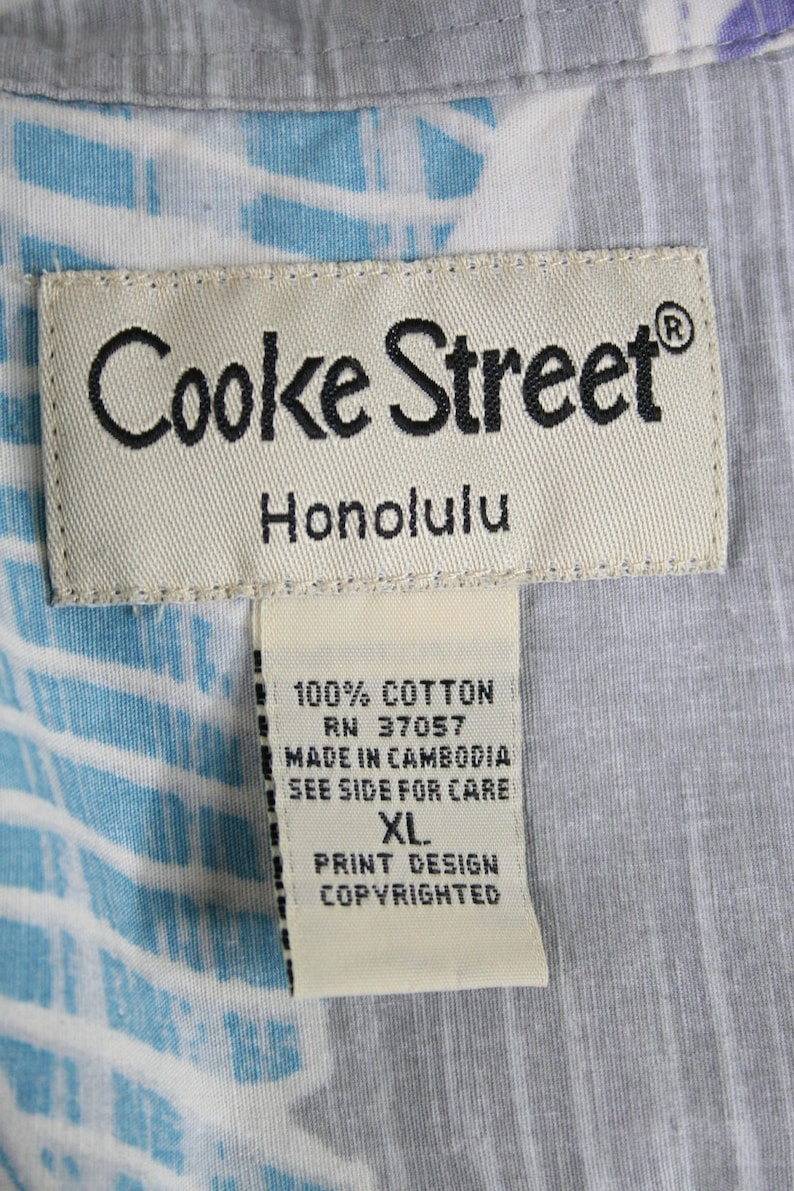 Cooke Street®
Honolulu
100% COTTON
RN 37057
MADE IN CAMBODIA
SEE SIDE FOR CARE
XL
PRINT DESIGN
COPYRIGHTED